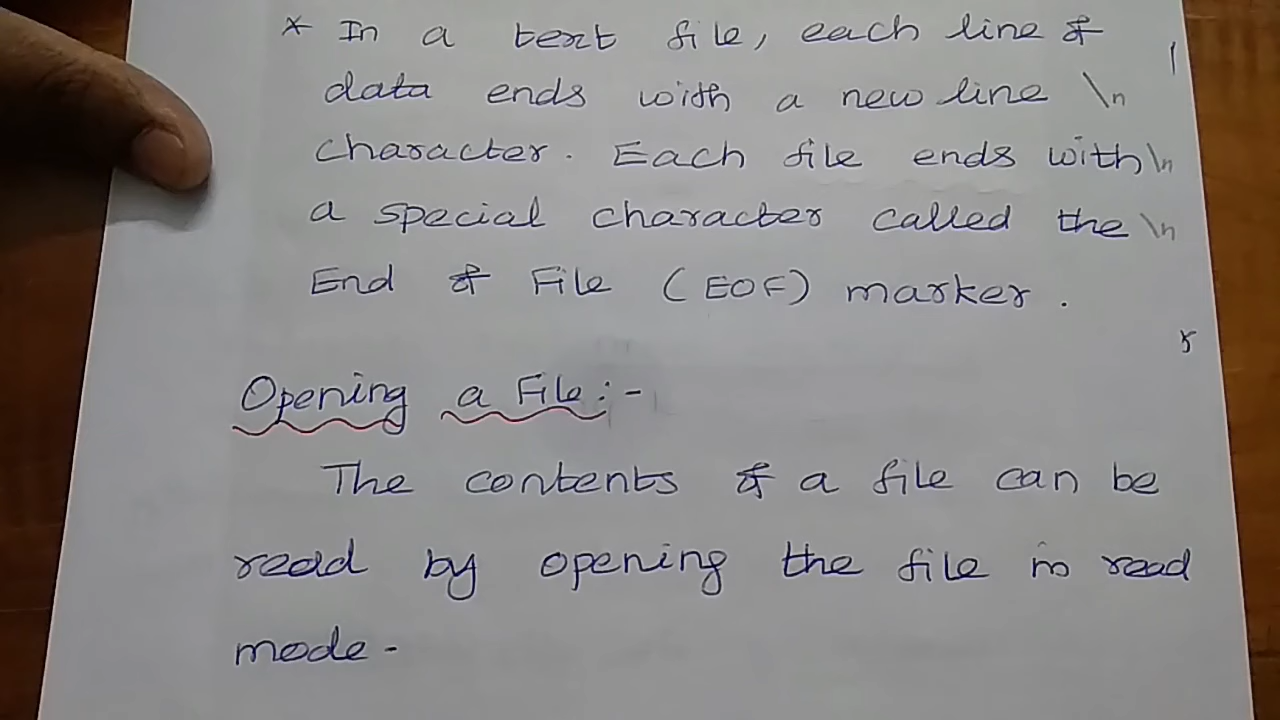 * In a text file, each line of
data ends with a new line \n
character. Each file ends with \n
a special character called the \n
End of File (EOF) marker.
Opening a File:-
The contents of a file can be
read by opening the file in read
mode-